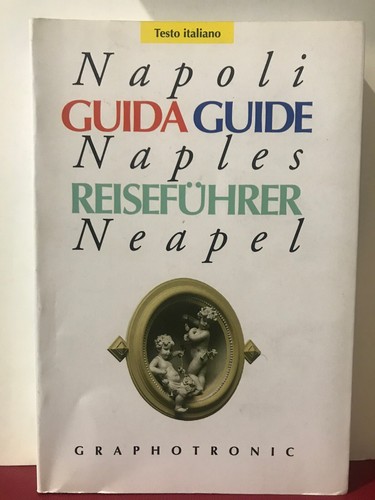 Testo italiano
Napoli
GUIDA GUIDE
Naples
REISEFÜHRER
Neapel
GRAPHOTRONIC